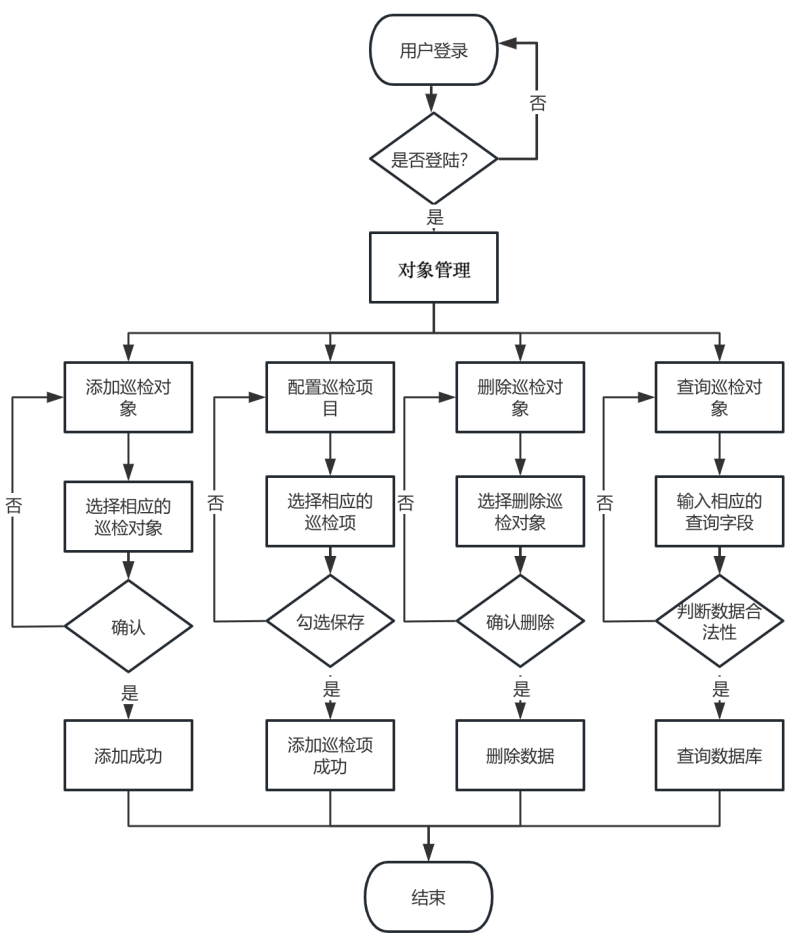 用户登录
否
是否登陆?
是
对象管理
添加巡检对
象
配置巡检项
目
删除巡检对
象
查询巡检对
象
否
选择相应的
巡检对象
否
选择相应的
巡检项
否
选择删除巡
检对象
否
输入相应的
查询字段
确认
勾选保存
确认删除
判断数据合
法性
是
是
是
是
添加成功
添加巡检项
成功
删除数据
查询数据库
结束